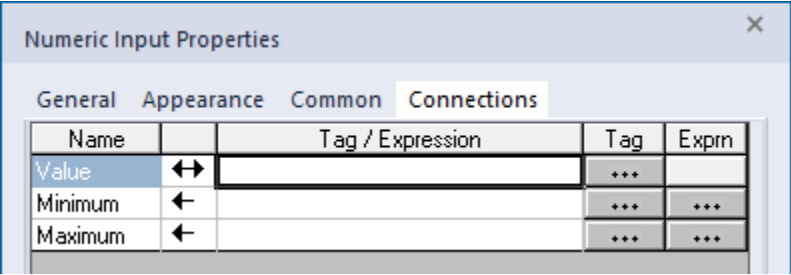 Numeric Input Properties
General Appearance Common Connections
Name Tag / Expression Tag Exprn
Value ...
Minimum ... ...
Maximum ... ...